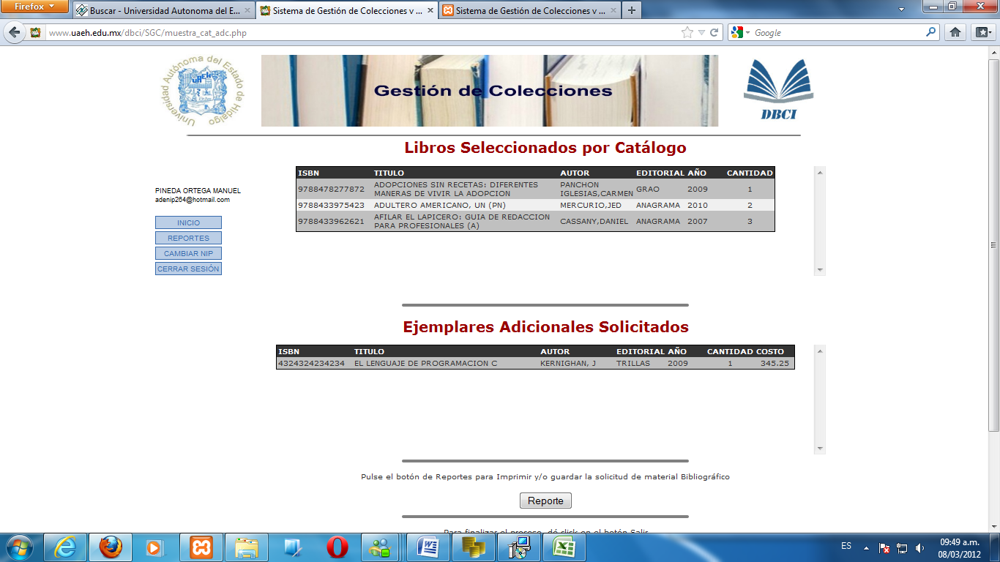 Firefox
Buscar - Universidad Autonoma del E...
Sistema de Gestión de Colecciones v ...
Sistema de Gestión de Colecciones v ...
www.uaeh.edu.mx/dbci/SGC/muestra_cat_adc.php
Google
Universidad Autónoma del Estado de Hidalgo
UAEH
Gestión de Colecciones
DBCI
Libros Seleccionados por Catálogo
PINEDA ORTEGA MANUEL
adenip264@hotmail.com
INICIO
REPORTES
CAMBIAR NIP
CERRAR SESIÓN
ISBN TITULO AUTOR EDITORIAL AÑO CANTIDAD
9788478277872 ADOPCIONES SIN RECETAS: DIFERENTES MANERAS DE VIVIR LA ADOPCION PANCHON IGLESIAS,CARMEN GRAO 2009 1
9788433975423 ADULTERO AMERICANO, UN (PN) MERCURIO,JED ANAGRAMA 2010 2
9788433962621 AFILAR EL LAPICERO: GUIA DE REDACCION PARA PROFESIONALES (A) CASSANY,DANIEL ANAGRAMA 2007 3
Ejemplares Adicionales Solicitados
ISBN TITULO AUTOR EDITORIAL AÑO CANTIDAD COSTO
4324324234234 EL LENGUAJE DE PROGRAMACION C KERNIGHAN, J TRILLAS 2009 1 345.25
Pulse el botón de Reportes para Imprimir y/o guardar la solicitud de material Bibliográfico
Reporte
Para finalizar el proceso, dé click en el botón Salir
ES
09:49 a.m.
08/03/2012